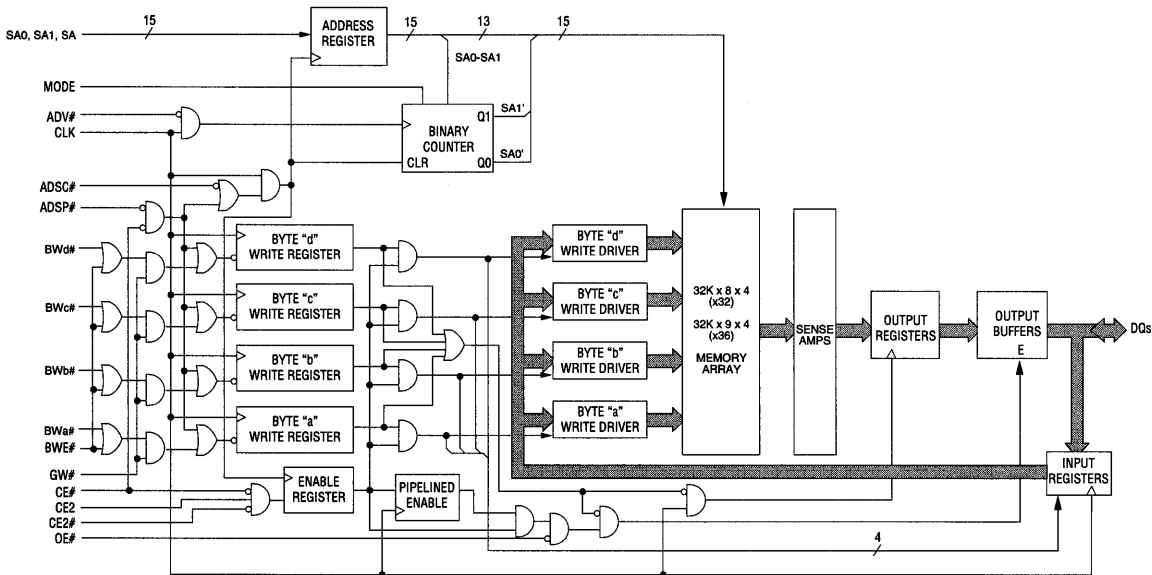 15
15
13
15
SA0, SA1, SA
ADDRESS
REGISTER
SA0-SA1
MODE
ADV#
CLK
Q1
SA1'
BINARY
COUNTER
CLR
Q0
SA0'
ADSC#
ADSP#
BWd#
BYTE "d"
WRITE REGISTER
BYTE "d"
WRITE DRIVER
BWc#
BYTE "c"
WRITE REGISTER
BYTE "c"
WRITE DRIVER
32K x 8 x 4
(x32)
32K x 9 x 4
(x36)
MEMORY
ARRAY
SENSE
AMPS
OUTPUT
REGISTERS
OUTPUT
BUFFERS
E
DQs
BWb#
BYTE "b"
WRITE REGISTER
BYTE "b"
WRITE DRIVER
BWa#
BWE#
BYTE "a"
WRITE REGISTER
BYTE "a"
WRITE DRIVER
GW#
CE#
CE2
CE2#
OE#
ENABLE
REGISTER
PIPELINED
ENABLE
INPUT
REGISTERS
4